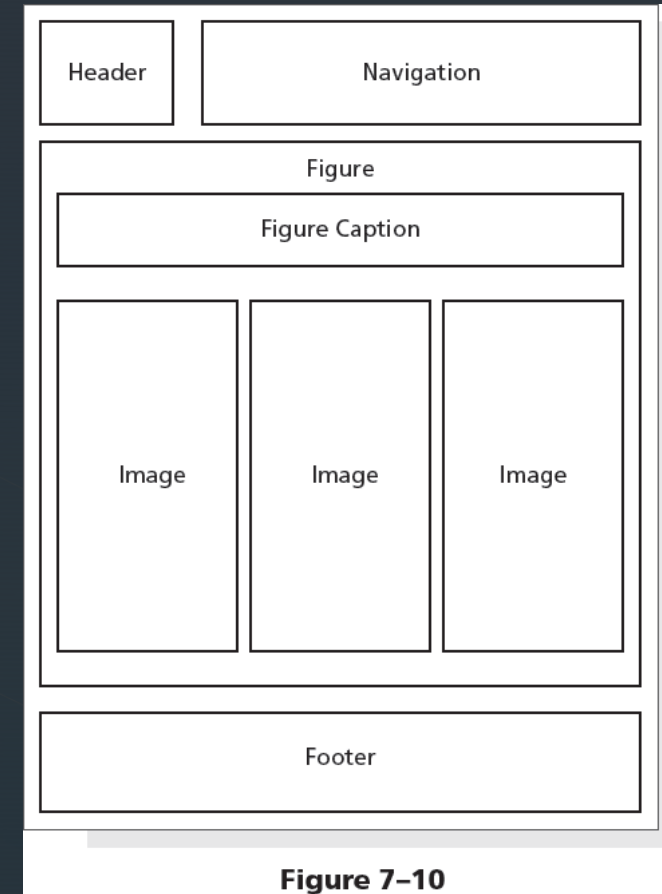 Header
Navigation
Figure
Figure Caption
Image
Image
Image
Footer
Figure 7–10